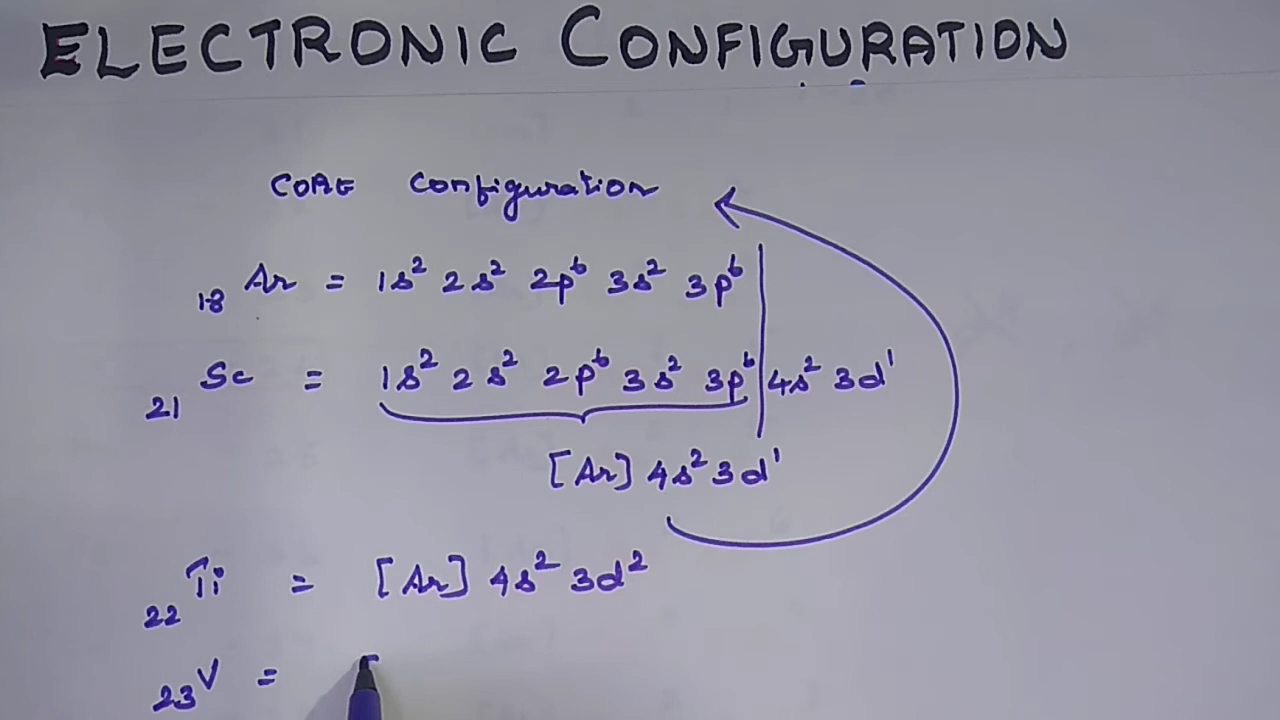 ELECTRONIC CONFIGURATION
CORE Configuration
₁₈Ar = 1s² 2s² 2p⁶ 3s² 3p⁶
₂₁Sc = 1s² 2s² 2p⁶ 3s² 3p⁶ 4s² 3d¹
[Ar] 4s² 3d¹
₂₂Ti = [Ar] 4s² 3d²
₂₃V =